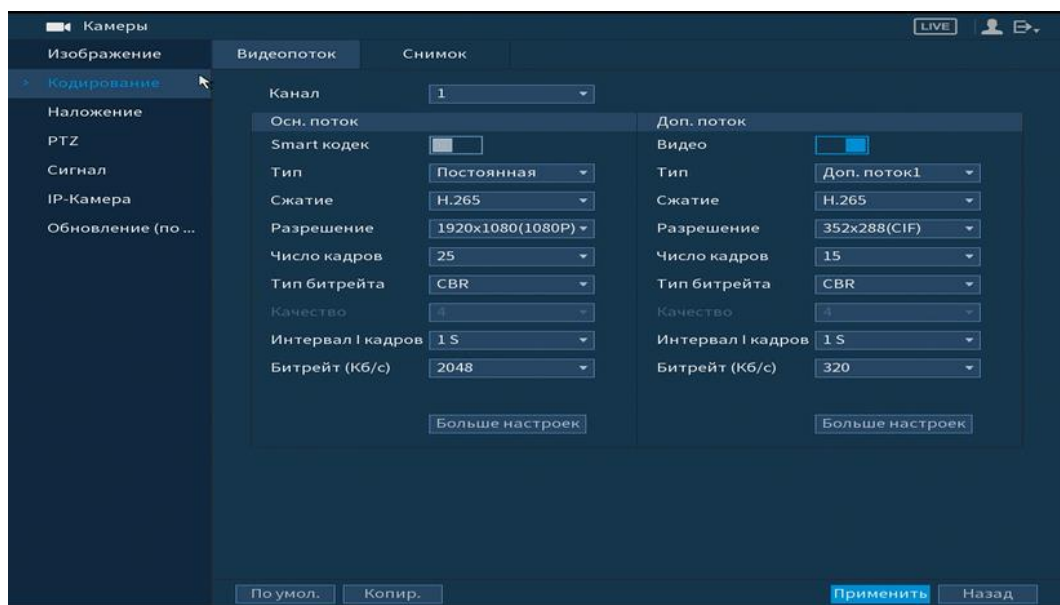 Камеры LIVE
Изображение
Кодирование
Наложение
PTZ
Сигнал
IP-Камера
Обновление (по ...
Видеопоток Снимок
Канал 1
Осн. поток Доп. поток
Smart кодек Видео
Тип Постоянная Тип Доп. поток1
Сжатие H.265 Сжатие H.265
Разрешение 1920x1080(1080P) Разрешение 352x288(CIF)
Число кадров 25 Число кадров 15
Тип битрейта CBR Тип битрейта CBR
Качество 4 Качество 4
Интервал I кадров 1 S Интервал I кадров 1 S
Битрейт (Кб/с) 2048 Битрейт (Кб/с) 320
Больше настроек Больше настроек
По умол. Копир. Применить Назад